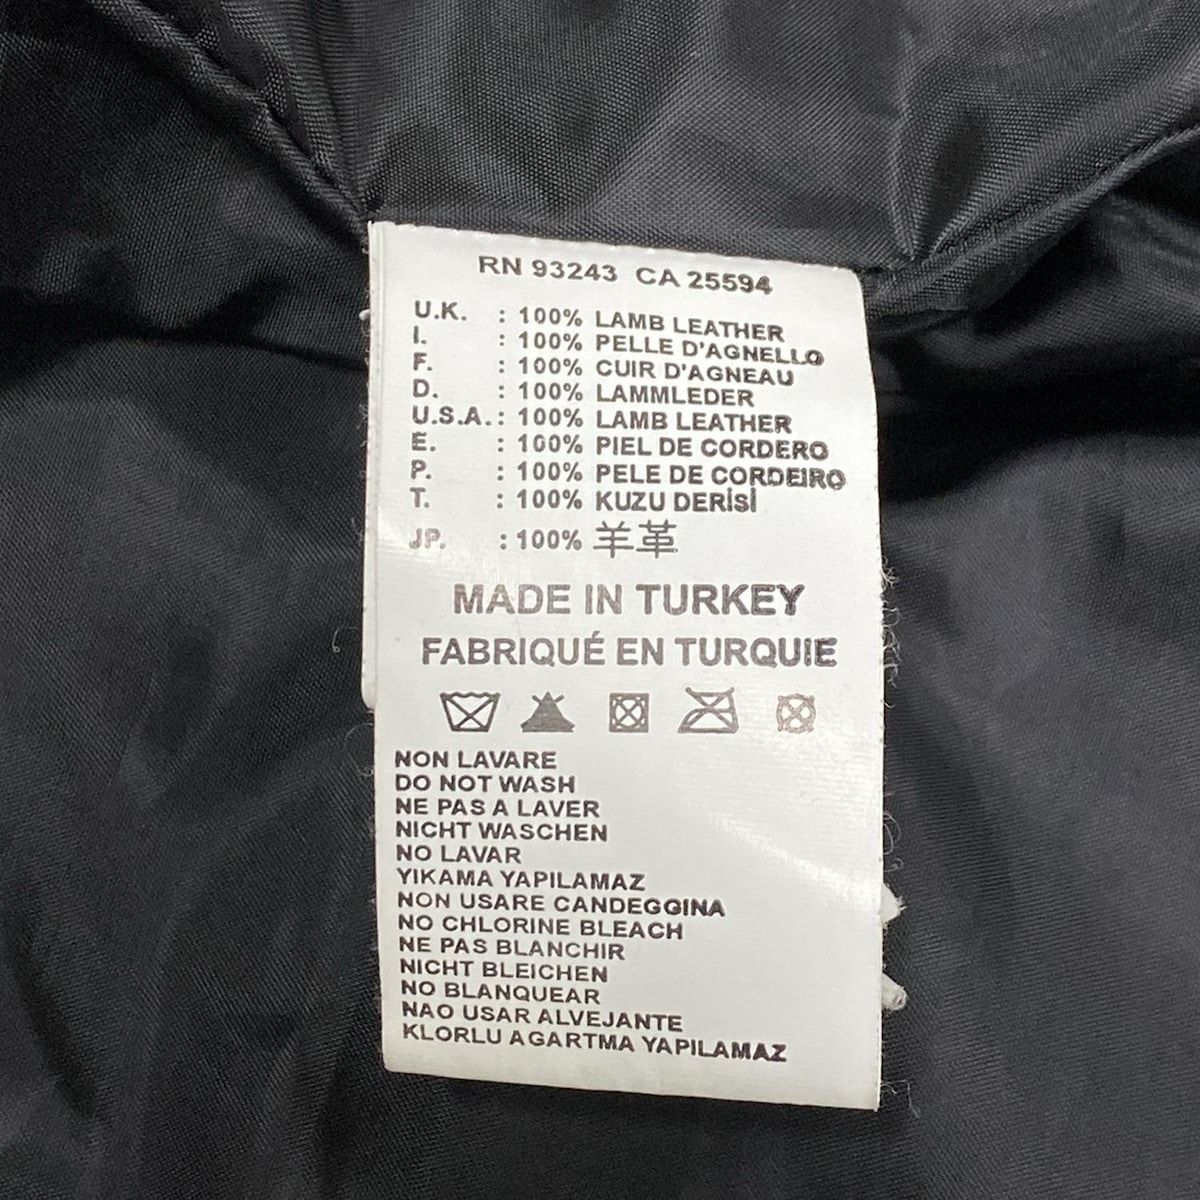 RN 93243 CA 25594
U.K. : 100% LAMB LEATHER
I. : 100% PELLE D'AGNELLO
F. : 100% CUIR D'AGNEAU
D. : 100% LAMMLEDER
U.S.A. : 100% LAMB LEATHER
E. : 100% PIEL DE CORDERO
P. : 100% PELE DE CORDEIRO
T. : 100% KUZU DERİSİ
JP. : 100% 羊革
MADE IN TURKEY
FABRIQUÉ EN TURQUIE
NON LAVARE
DO NOT WASH
NE PAS A LAVER
NICHT WASCHEN
NO LAVAR
YIKAMA YAPILAMAZ
NON USARE CANDEGGINA
NO CHLORINE BLEACH
NE PAS BLANCHIR
NICHT BLEICHEN
NO BLANQUEAR
NAO USAR ALVEJANTE
KLORLU AGARTMA YAPILAMAZ